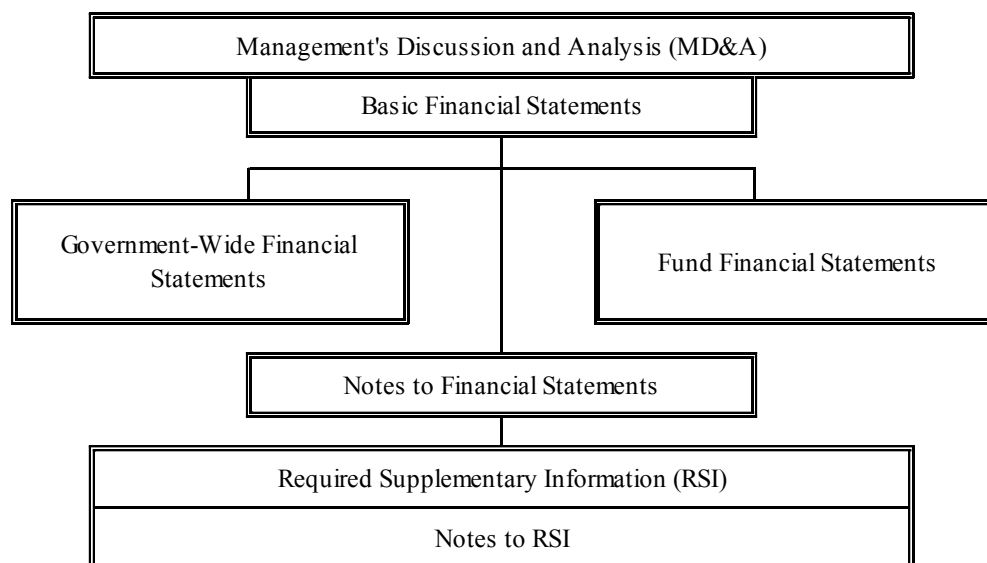 Management's Discussion and Analysis (MD&A)
Basic Financial Statements
Government-Wide Financial
Statements
Fund Financial Statements
Notes to Financial Statements
Required Supplementary Information (RSI)
Notes to RSI